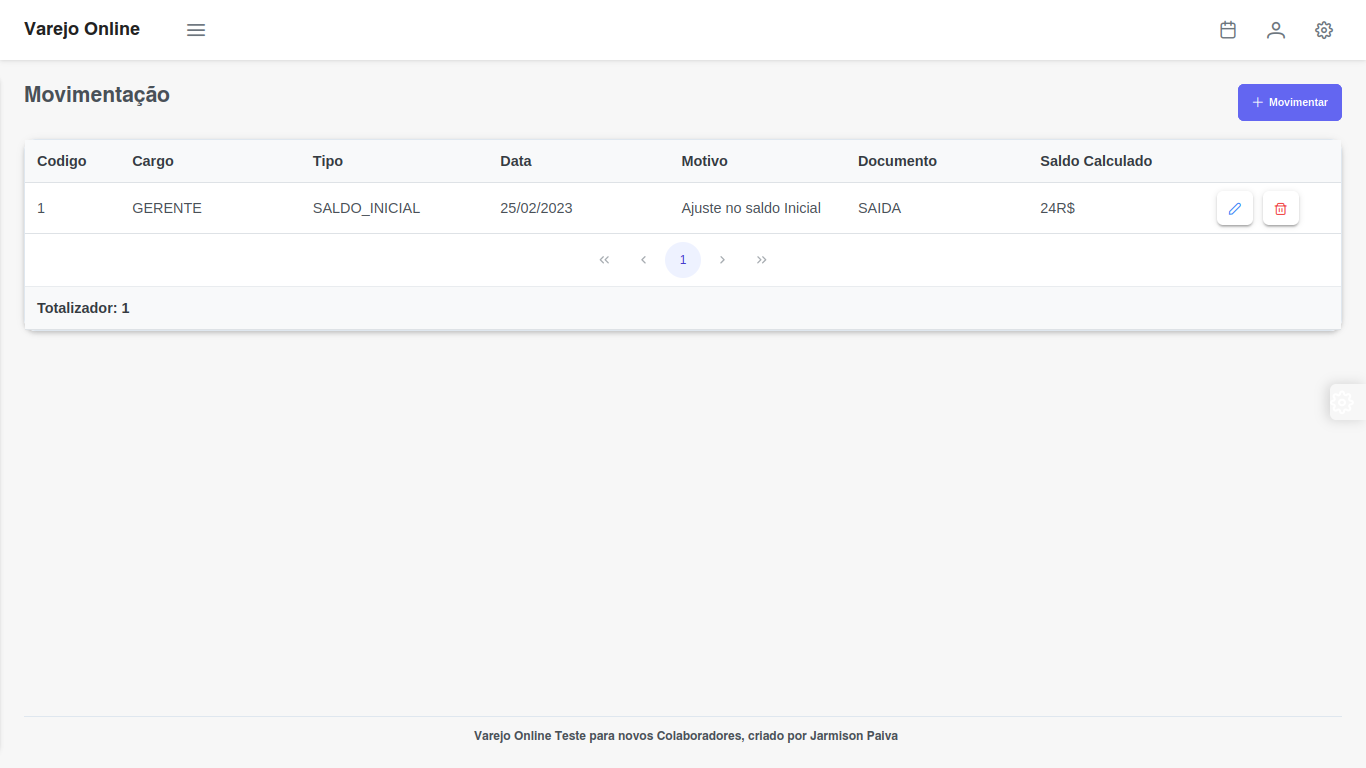 Varejo Online
Movimentação
Movimentar
Codigo Cargo Tipo Data Motivo Documento Saldo Calculado
1 GERENTE SALDO_INICIAL 25/02/2023 Ajuste no saldo Inicial SAIDA 24R$
1
Totalizador: 1
Varejo Online Teste para novos Colaboradores, criado por Jarmison Paiva